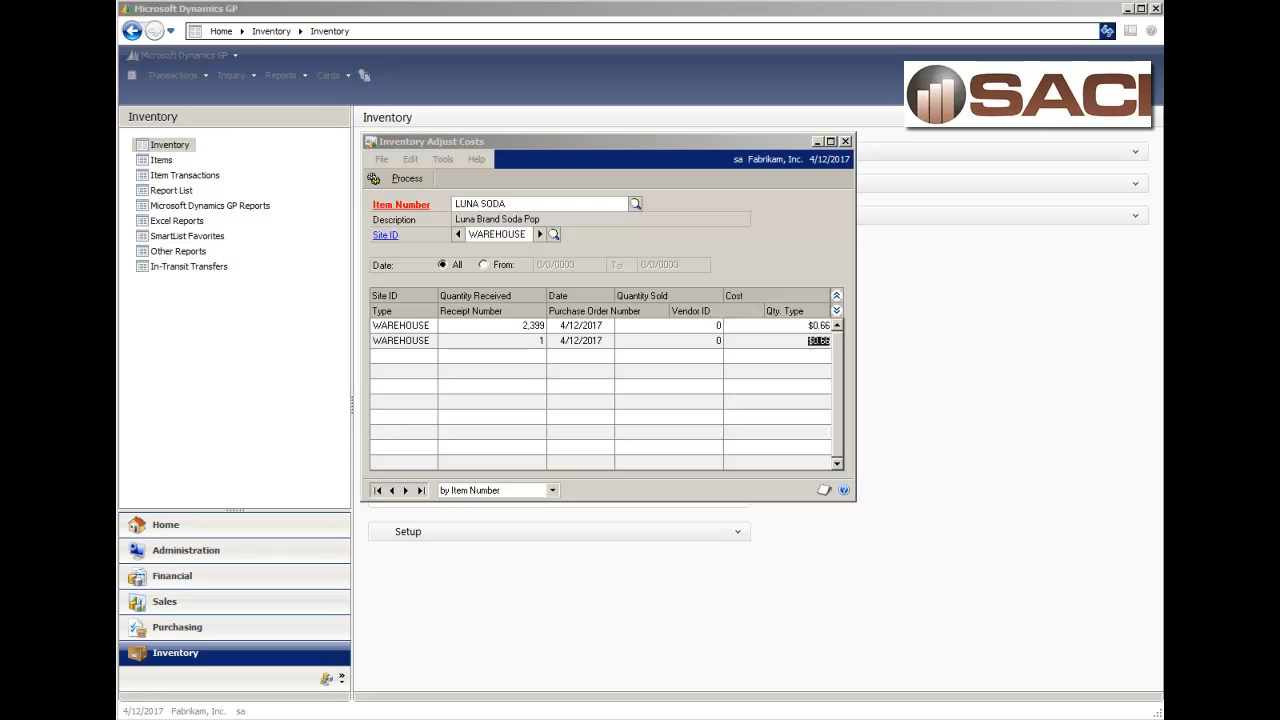 Microsoft Dynamics GP
Home Inventory Inventory
Microsoft Dynamics GP
Transactions Inquiry Reports Cards
SACI
Inventory
Inventory
Items
Item Transactions
Report List
Microsoft Dynamics GP Reports
Excel Reports
SmartList Favorites
Other Reports
In-Transit Transfers
Home
Administration
Financial
Sales
Purchasing
Inventory
Inventory
Inventory Adjust Costs
File Edit Tools Help sa Fabrikam, Inc. 4/12/2017
Process
Item Number LUNA SODA
Description Luna Brand Soda Pop
Site ID WAREHOUSE
Date: All From: 0/0/0000 To: 0/0/0000
Site ID Quantity Received Date Quantity Sold Cost
Type Receipt Number Purchase Order Number Vendor ID Qty. Type
WAREHOUSE 2,399 4/12/2017 0 $0.66
WAREHOUSE 1 4/12/2017 0 $0.66
by Item Number
Setup
4/12/2017 Fabrikam, Inc. sa